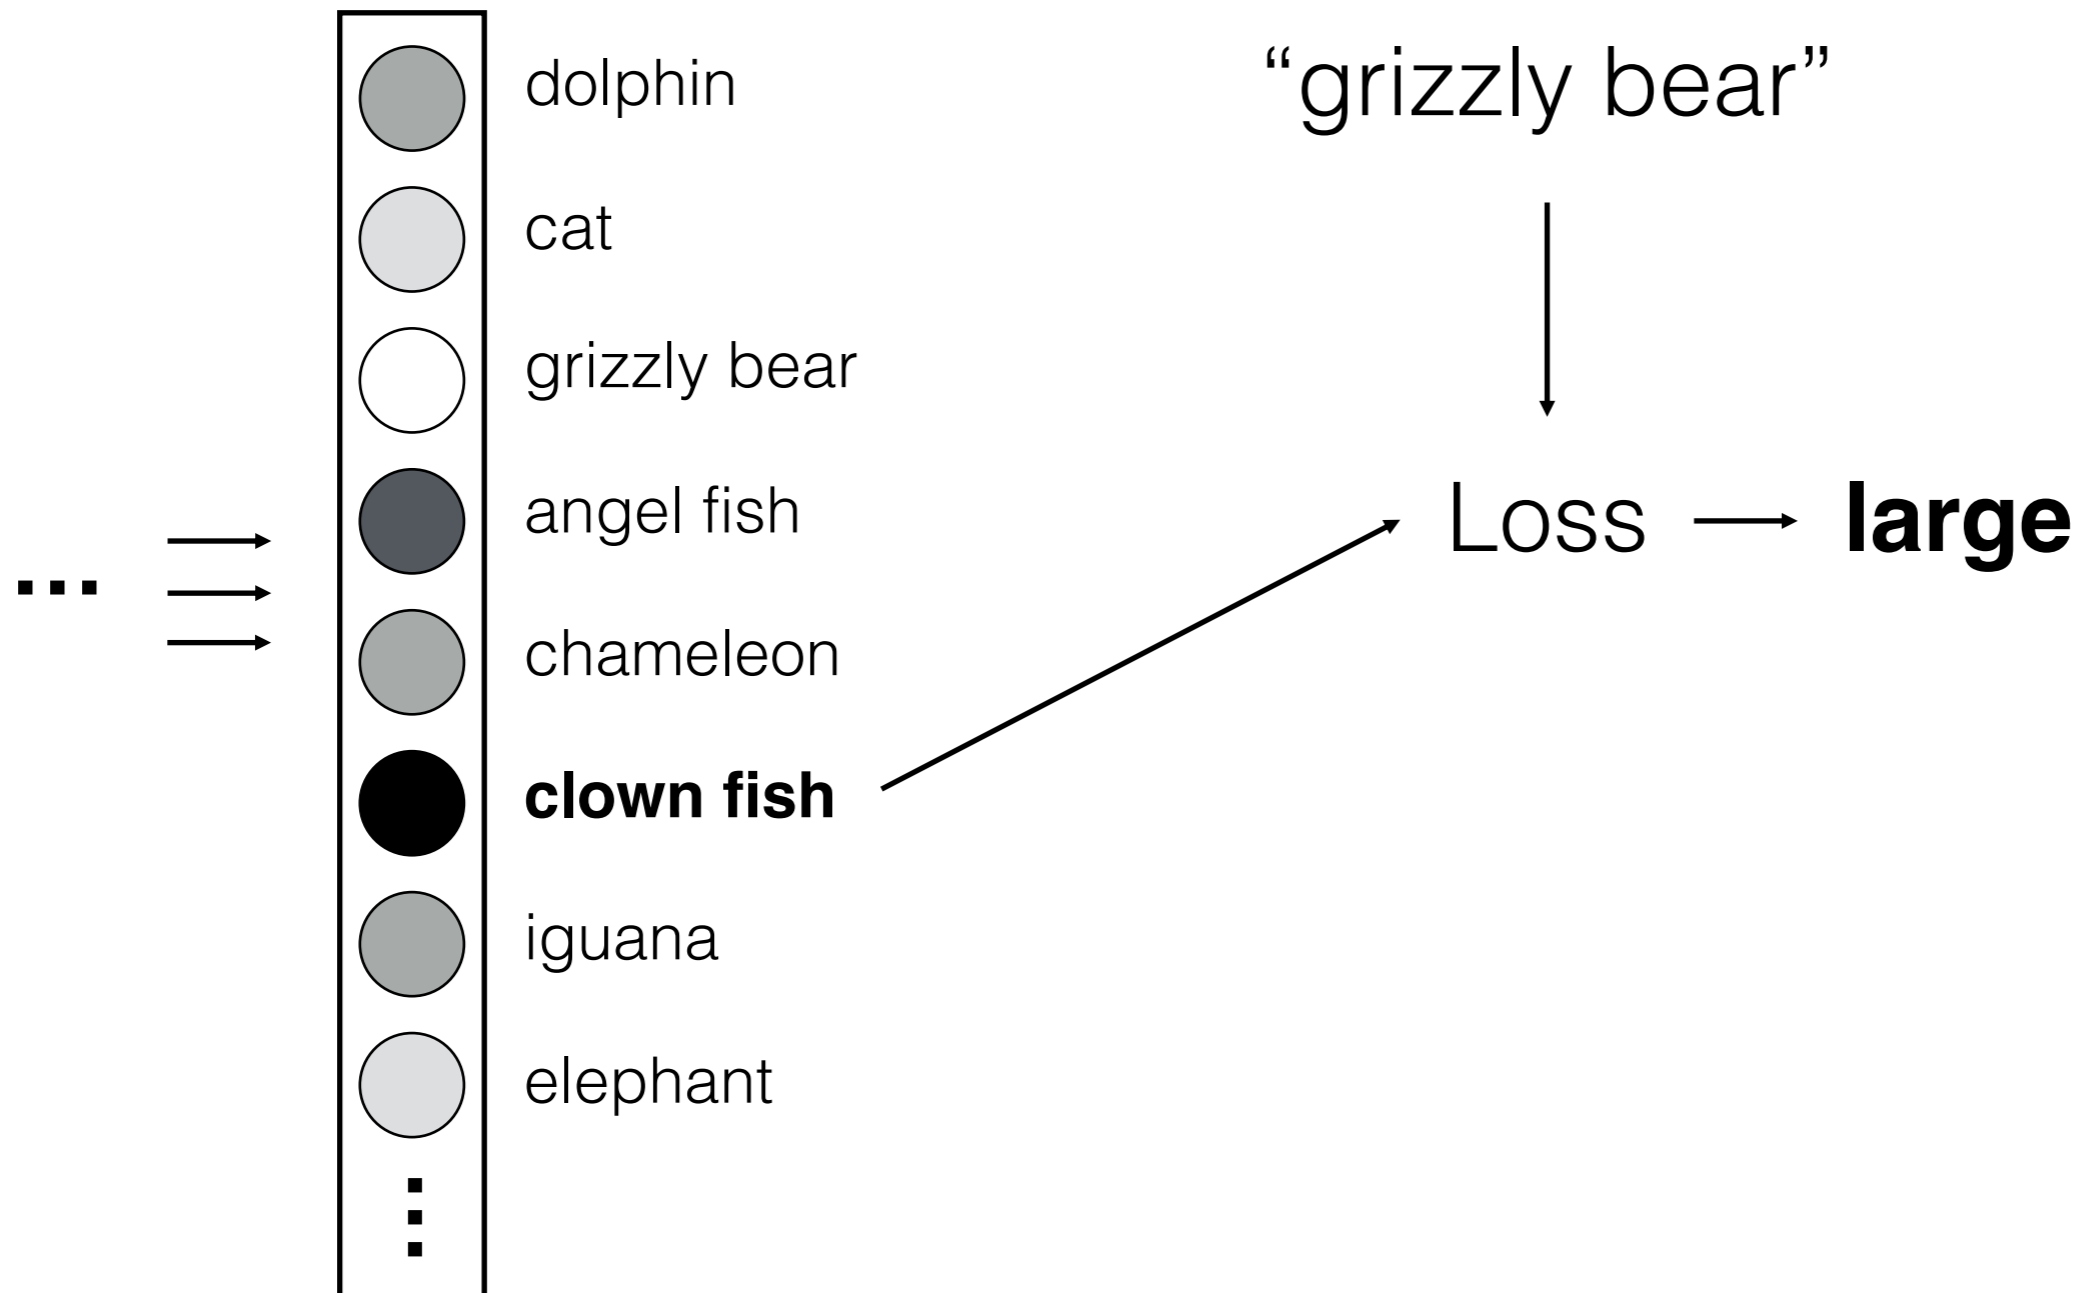 dolphin
cat
grizzly bear
angel fish
chameleon
clown fish
iguana
elephant
“grizzly bear”
Loss
large